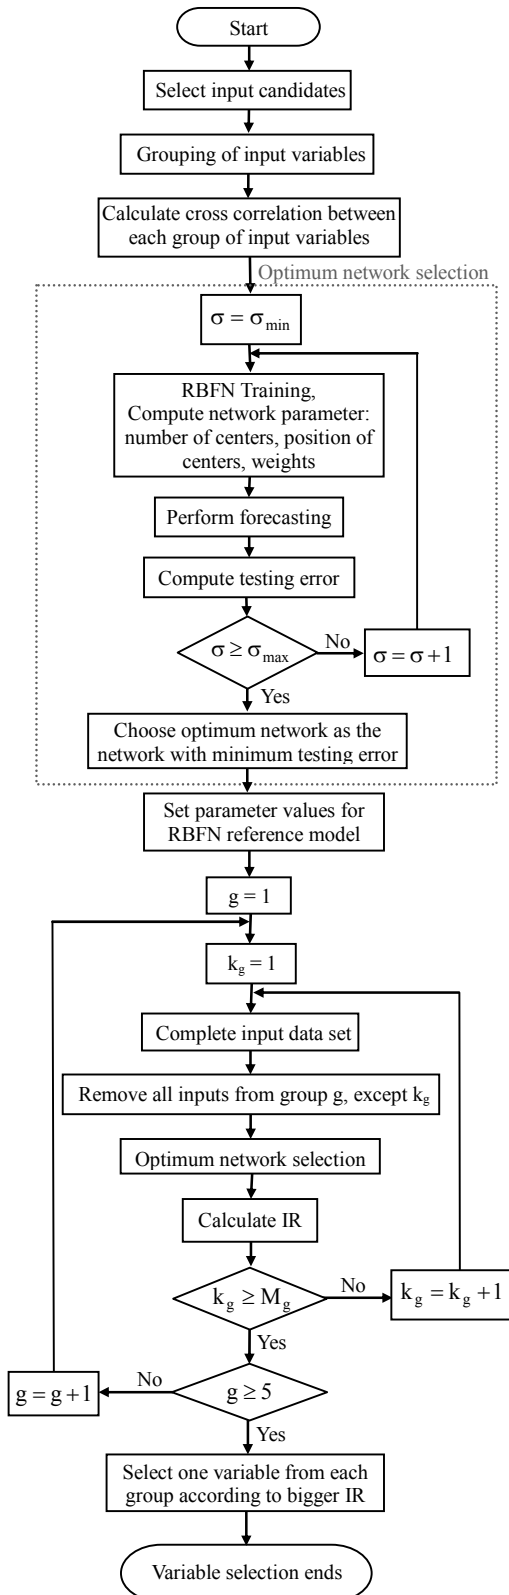 Start
Select input candidates
Grouping of input variables
Calculate cross correlation between
each group of input variables
Optimum network selection
σ = σ_min
RBFN Training,
Compute network parameter:
number of centers, position of
centers, weights
Perform forecasting
Compute testing error
σ ≥ σ_max
No
σ = σ +1
Yes
Choose optimum network as the
network with minimum testing error
Set parameter values for
RBFN reference model
g = 1
k_g = 1
Complete input data set
Remove all inputs from group g, except k_g
Optimum network selection
Calculate IR
k_g ≥ M_g
No
k_g = k_g +1
Yes
g ≥ 5
No
g = g +1
Yes
Select one variable from each
group according to bigger IR
Variable selection ends